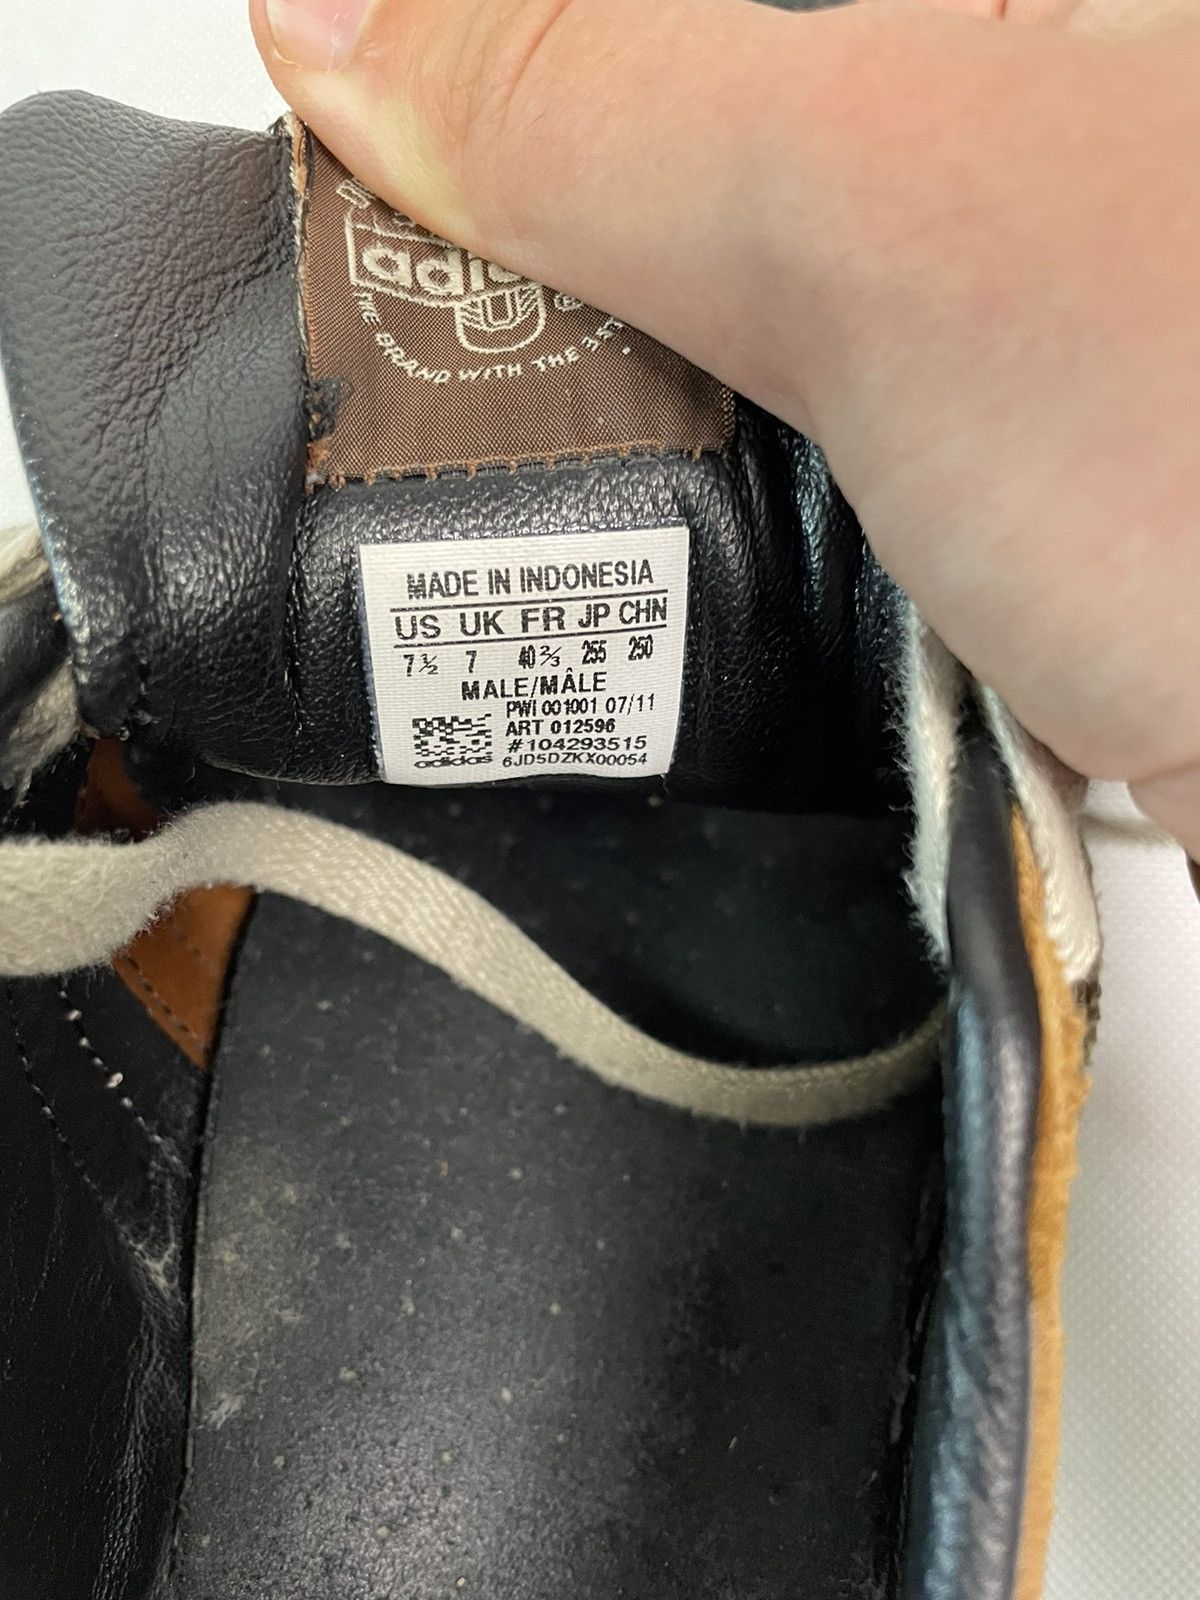 THE BRAND WITH THE 3 ST
MADE IN INDONESIA
US UK FR JP CHN
7½ 7 40⅔ 255 250
MALE/MÂLE
PWI 001001 07/11
ART 012596
#104293515
adidas 6JD5DZKX00054